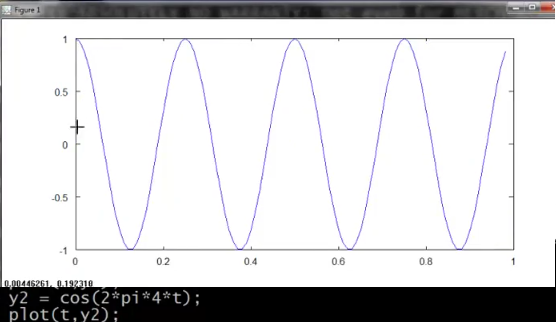 Figure 1
1
0.5
0
-0.5
-1
0 0.2 0.4 0.6 0.8 1
0.00446261, 0.192310
y2 = cos(2*pi*4*t);
plot(t,y2);